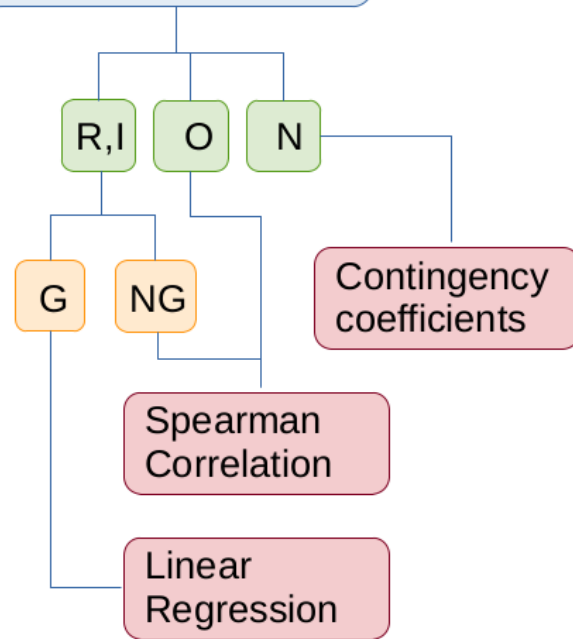 R,I
O
N
G
NG
Contingency
coefficients
Spearman
Correlation
Linear
Regression